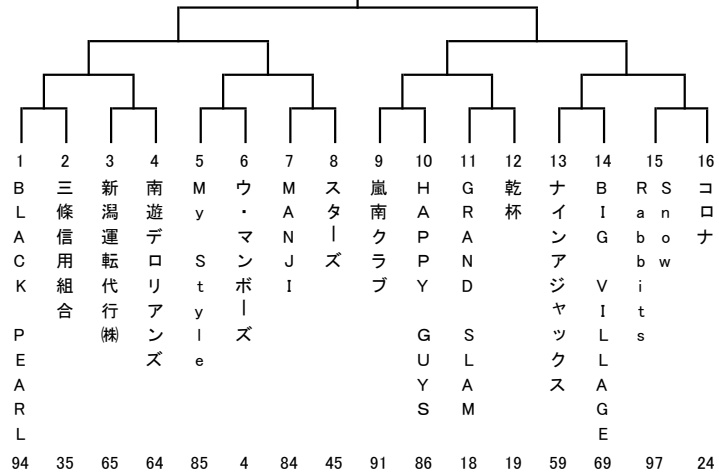 1 2 3 4 5 6 7 8 9 10 11 12 13 14 15 16
BLACK PEARL
三條信用組合
新潟運転代行㈱
南遊デロリアンズ
My Style
ウ・マンボーズ
MANJI
スターズ
嵐南クラブ
HAPPY GUYS
GRAND SLAM
乾杯
ナインアジャックス
BIG VILLAGE
Snow
Rabbits
コロナ
94 35 65 64 85 4 84 45 91 86 18 19 59 69 97 24